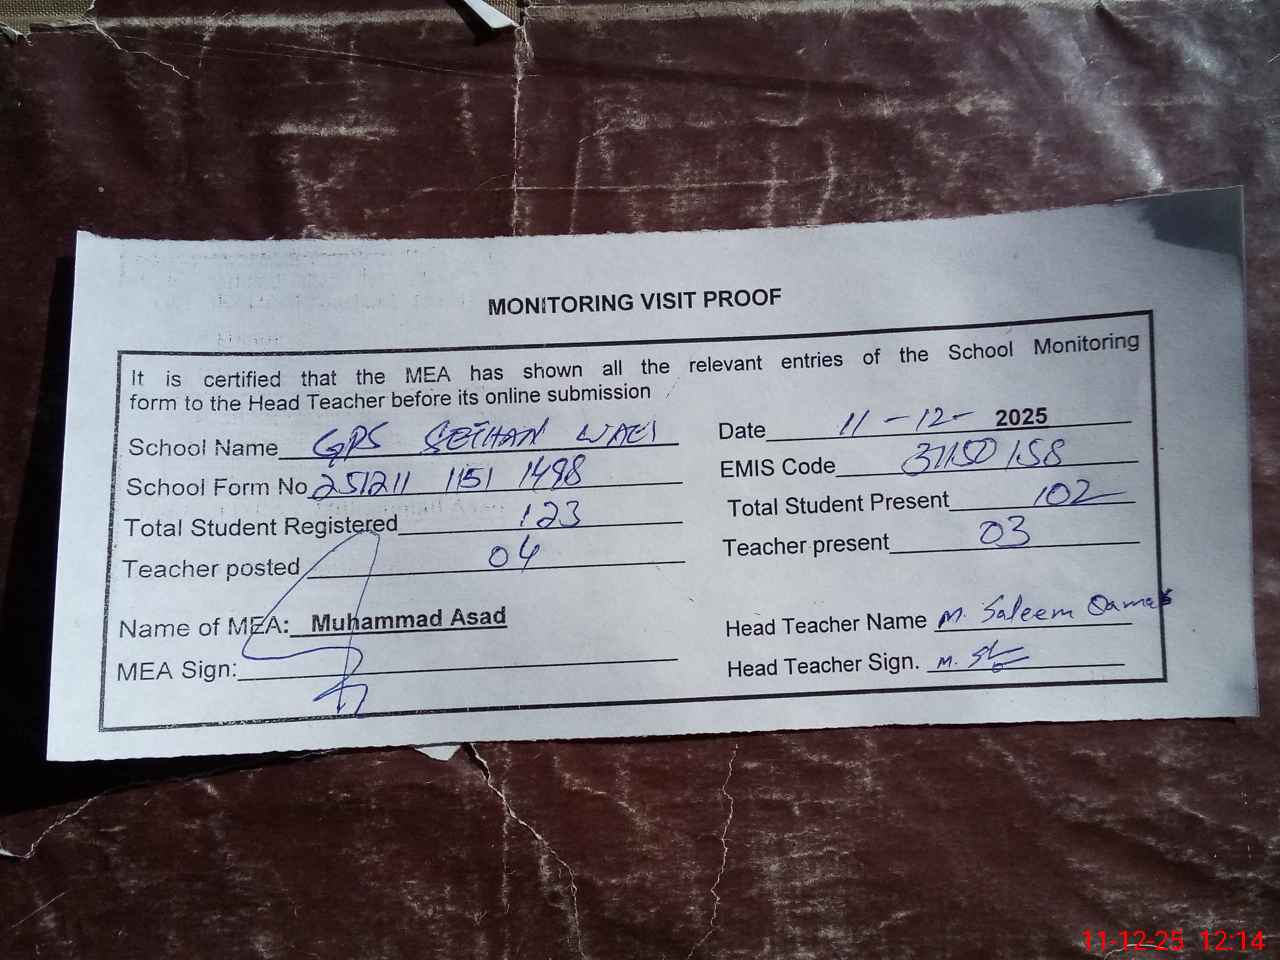 MONITORING VISIT PROOF
It is certified that the MEA has shown all the relevant entries of the School Monitoring
form to the Head Teacher before its online submission
School Name GPS SETHAN WALI Date 11-12- 2025
School Form No 251211 1151 1498 EMIS Code 31150158
Total Student Registered 123 Total Student Present 102
Teacher posted 04 Teacher present 03
Name of MEA: Muhammad Asad Head Teacher Name M. Saleem Qamar
MEA Sign: Head Teacher Sign. M.
11-12-25 12:14